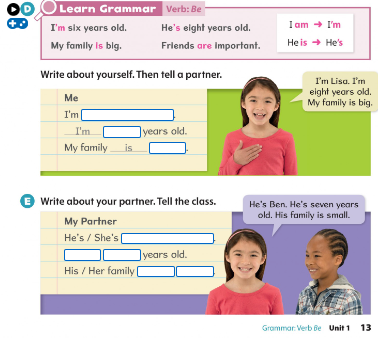 D Learn Grammar Verb: Be
I'm six years old. He's eight years old.
My family is big. Friends are important.
I am → I'm
He is → He's
Write about yourself. Then tell a partner.
Me
I'm .
I'm years old.
My family is .
I'm Lisa. I'm
eight years old.
My family is big.
E Write about your partner. Tell the class.
My Partner
He's / She's .
years old.
His / Her family .
He's Ben. He's seven years
old. His family is small.
Grammar: Verb Be Unit 1 13